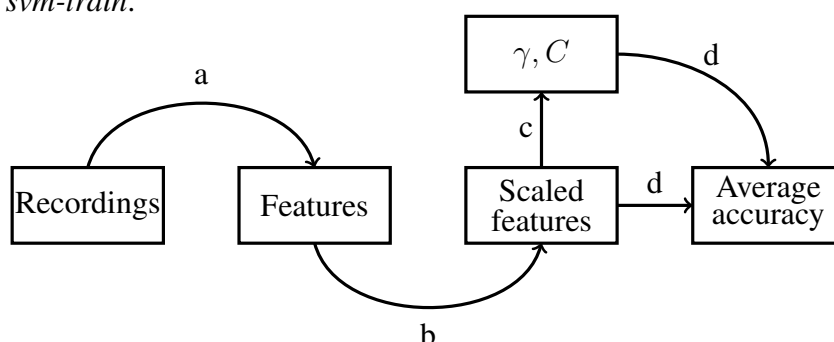 svm-train.
γ, C
d
a
c
d
Recordings
Features
Scaled
features
Average
accuracy
b